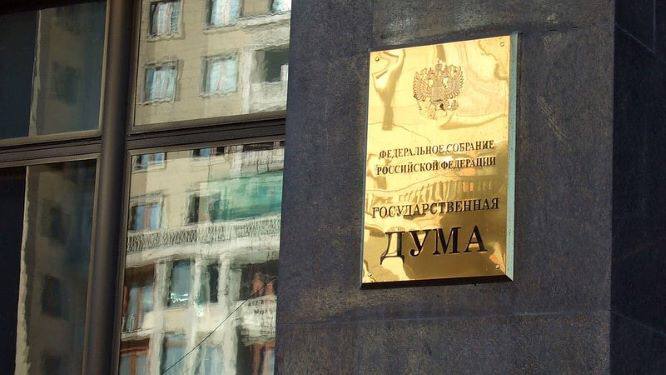 ФЕДЕРАЛЬНОЕ СОБРАНИЕ
РОССИЙСКОЙ ФЕДЕРАЦИИ
ГОСУДАРСТВЕННАЯ
ДУМА